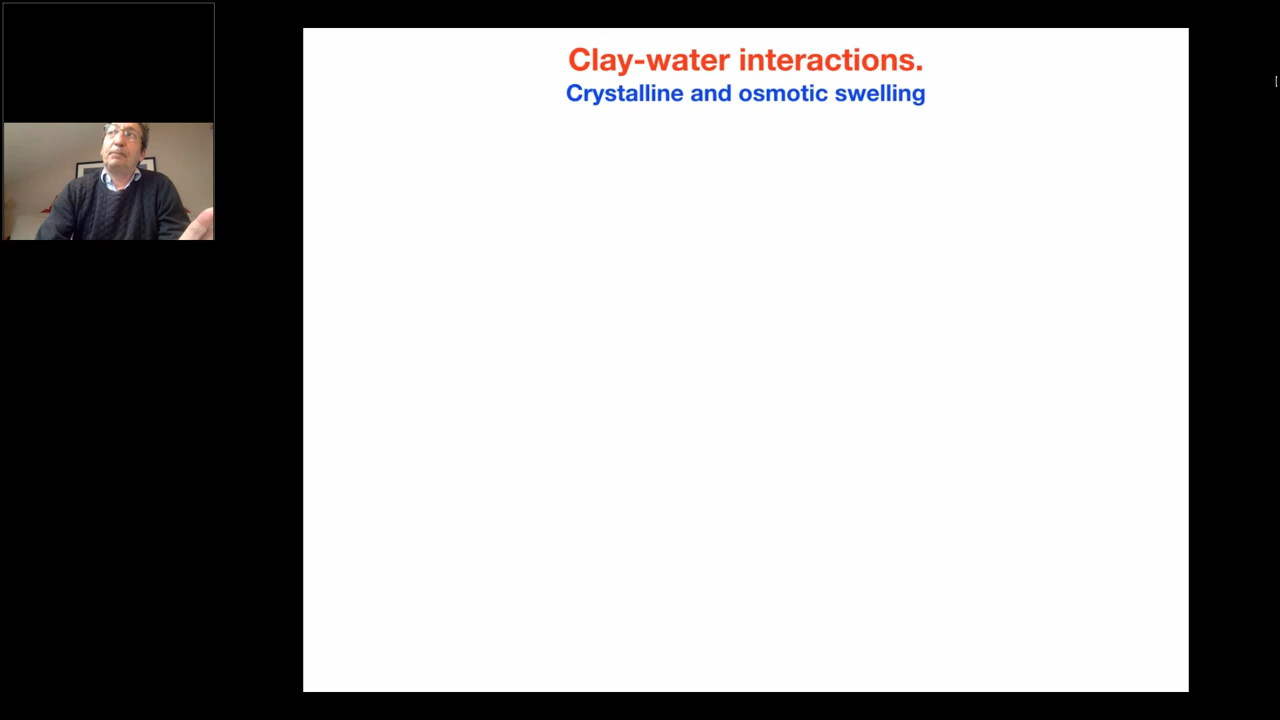 Clay-water interactions.
Crystalline and osmotic swelling